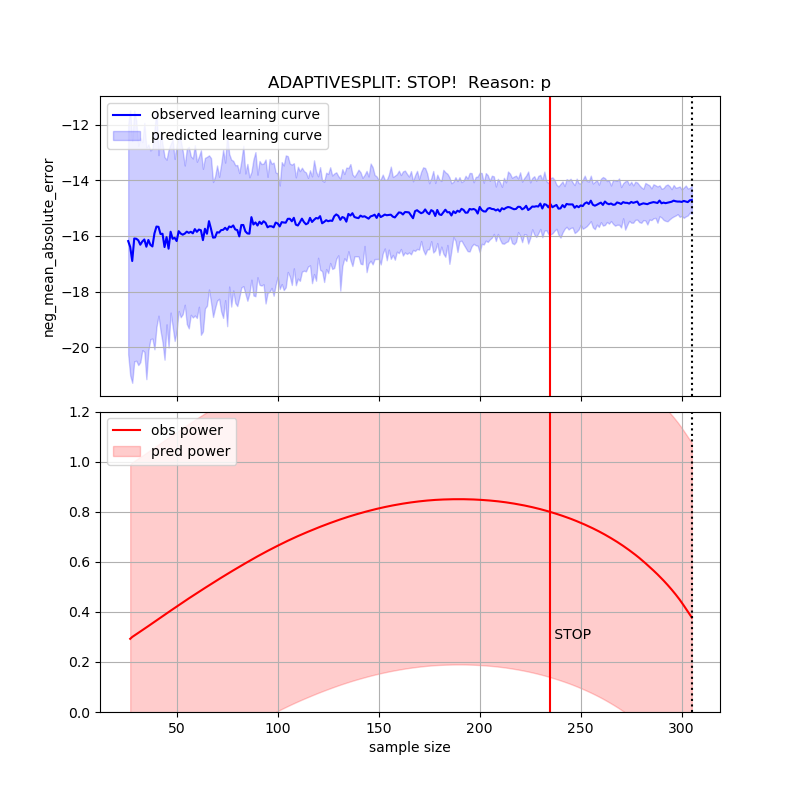 ADAPTIVESPLIT: STOP!  Reason: p
observed learning curve
predicted learning curve
neg_mean_absolute_error
−12
−14
−16
−18
−20
obs power
pred power
1.2
1.0
0.8
0.6
0.4
0.2
0.0
STOP
50 100 150 200 250 300
sample size